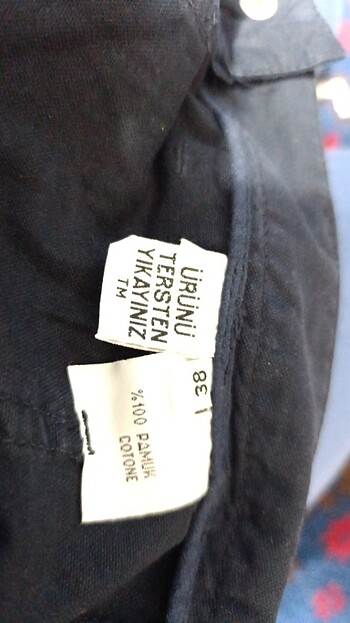 ÜRÜNÜ
TERSTEN
YIKAYINIZ
TM
38
%100 PAMUK
COTONE